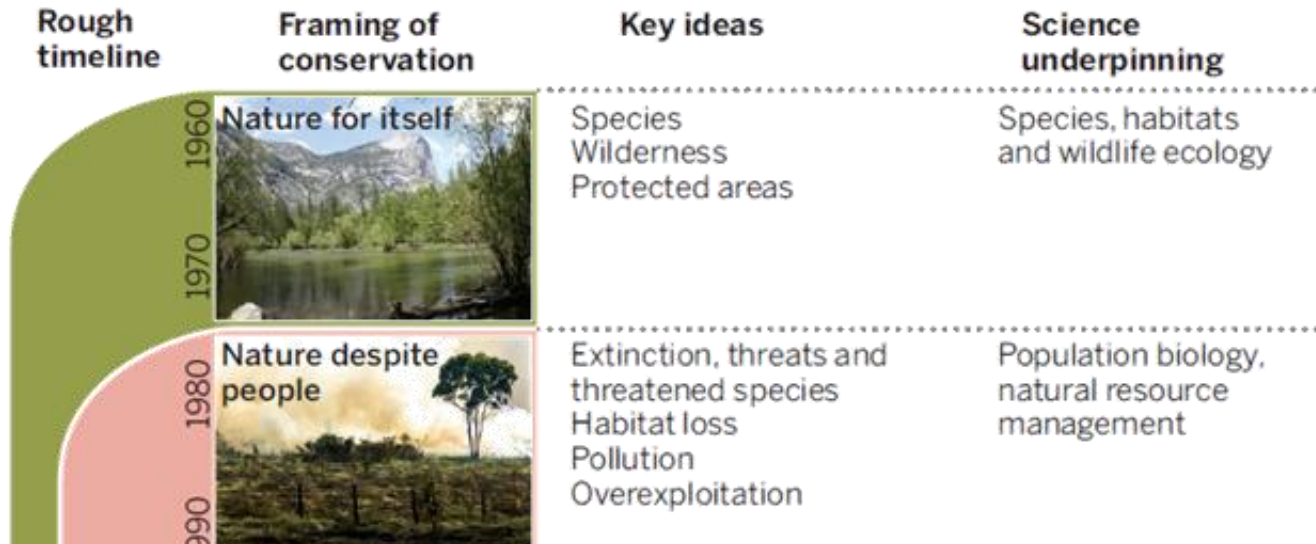 Rough
timeline
Framing of
conservation
Key ideas
Science
underpinning
1960
1970
Nature for itself
Species
Wilderness
Protected areas
Species, habitats
and wildlife ecology
1980
990
Nature despite
people
Extinction, threats and
threatened species
Habitat loss
Pollution
Overexploitation
Population biology,
natural resource
management